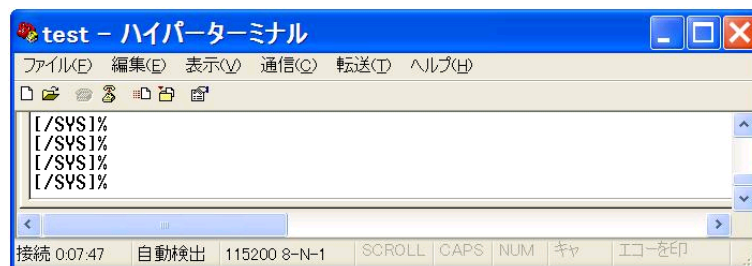 test - ハイパーターミナル
ファイル(F) 編集(E) 表示(V) 通信(C) 転送(T) ヘルプ(H)
[/SYS]%
[/SYS]%
[/SYS]%
[/SYS]%
接続 0:07:47 自動検出 115200 8-N-1 SCROLL CAPS NUM キャ エコーを印